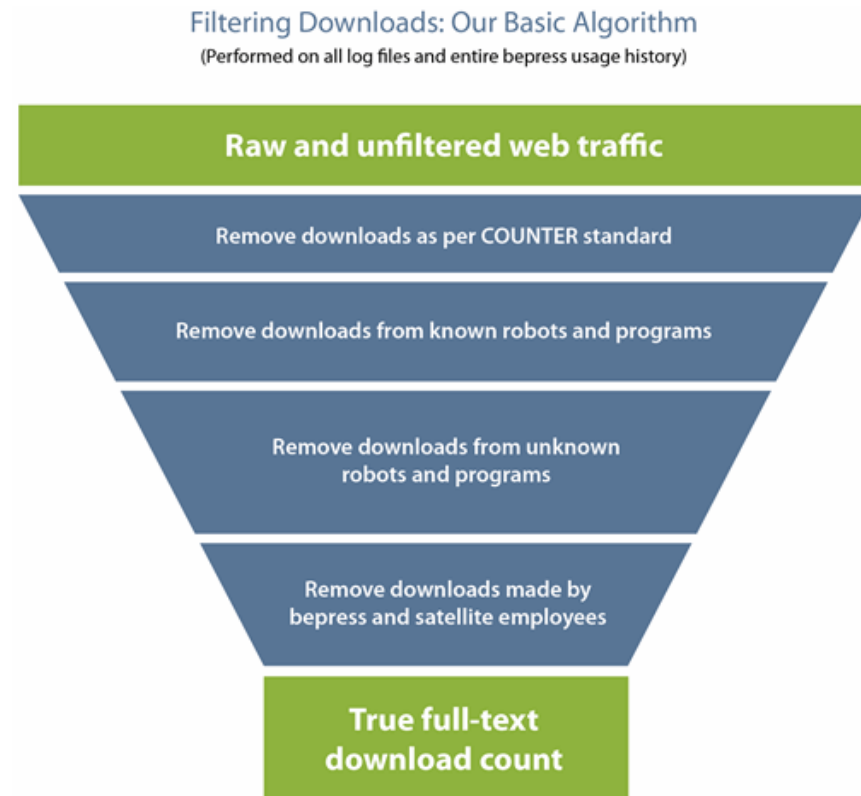 Filtering Downloads: Our Basic Algorithm
(Performed on all log files and entire bepress usage history)
Raw and unfiltered web traffic
Remove downloads as per COUNTER standard
Remove downloads from known robots and programs
Remove downloads from unknown
robots and programs
Remove downloads made by
bepress and satellite employees
True full-text
download count